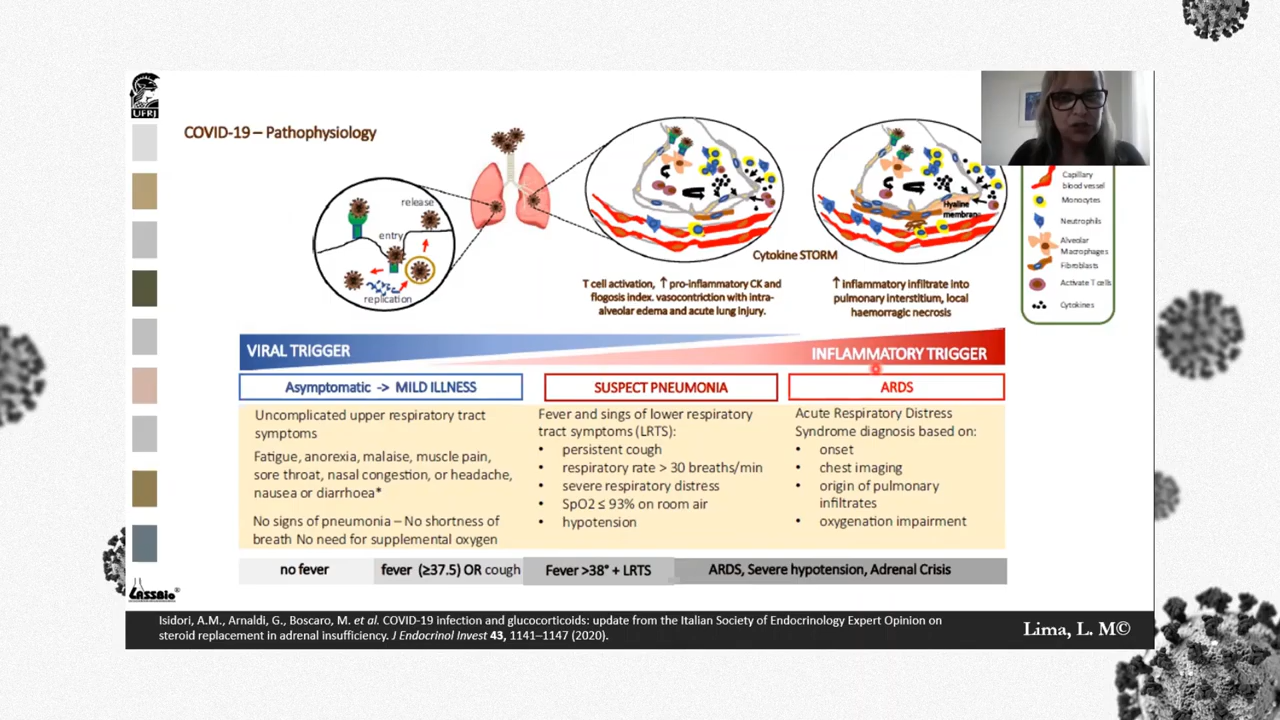 UFRJ
COVID-19 – Pathophysiology
release
entry
replication
Hyaline
membrane
Cytokine STORM
T cell activation, ↑ pro-inflammatory CK and
flogosis index. vasocontriction with intra-
alveolar edema and acute lung injury.
↑ inflammatory infiltrate into
pulmonary interstitium, local
haemorragic necrosis
Capillary
blood vessel
Monocytes
Neutrophils
Alveolar
Macrophages
Fibroblasts
Activate T cells
Cytokines
VIRAL TRIGGER
INFLAMMATORY TRIGGER
Asymptomatic -> MILD ILLNESS
Uncomplicated upper respiratory tract
symptoms
Fatigue, anorexia, malaise, muscle pain,
sore throat, nasal congestion, or headache,
nausea or diarrhoea*
No signs of pneumonia – No shortness of
breath No need for supplemental oxygen
SUSPECT PNEUMONIA
Fever and sings of lower respiratory
tract symptoms (LRTS):
• persistent cough
• respiratory rate > 30 breaths/min
• severe respiratory distress
• SpO2 ≤ 93% on room air
• hypotension
ARDS
Acute Respiratory Distress
Syndrome diagnosis based on:
• onset
• chest imaging
• origin of pulmonary
infiltrates
• oxygenation impairment
no fever
fever (≥37.5) OR cough
Fever >38° + LRTS
ARDS, Severe hypotension, Adrenal Crisis
LASSBio®
Isidori, A.M., Arnaldi, G., Boscaro, M. et al. COVID-19 infection and glucocorticoids: update from the Italian Society of Endocrinology Expert Opinion on
steroid replacement in adrenal insufficiency. J Endocrinol Invest 43, 1141–1147 (2020).
Lima, L. M©